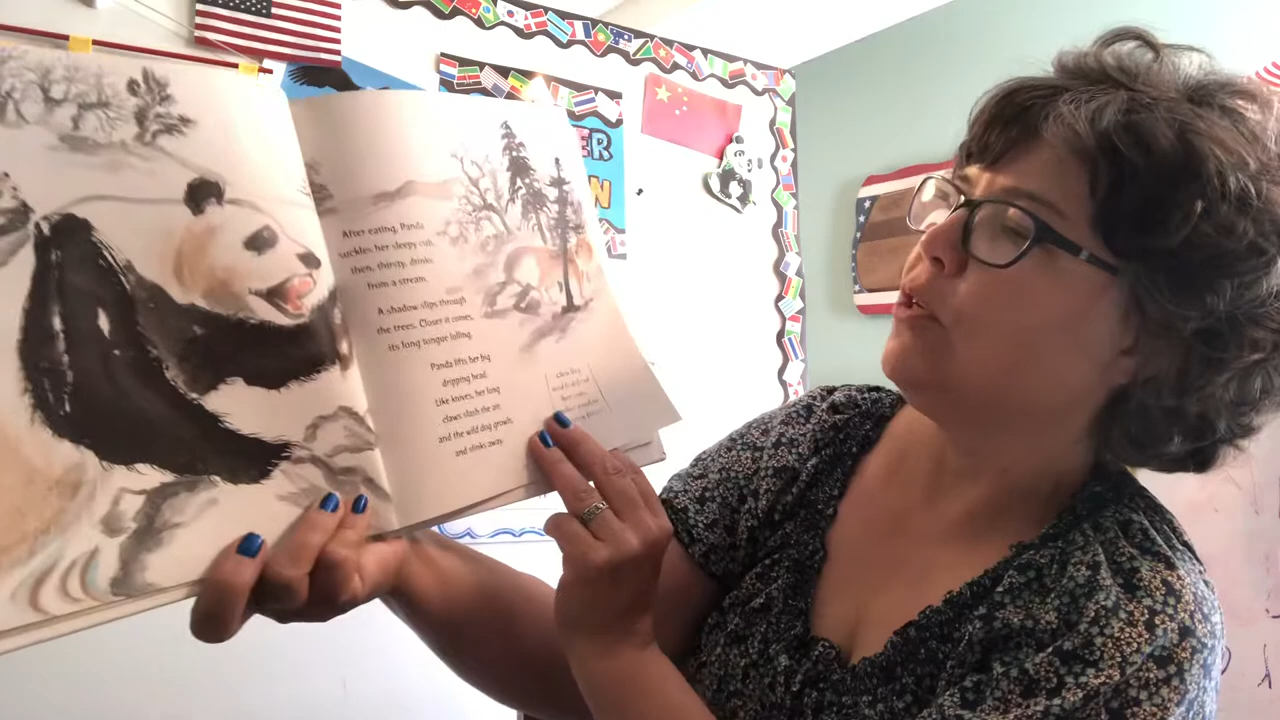 After eating, Panda
suckles her sleepy cub,
then, thirsty, drinks
from a stream.
A shadow slips through
the trees. Closer it comes,
its long tongue lolling.
Panda lifts her big
dripping head.
Like knives, her long
claws slash the air
and the wild dog growls,
and slinks away.
ER
N